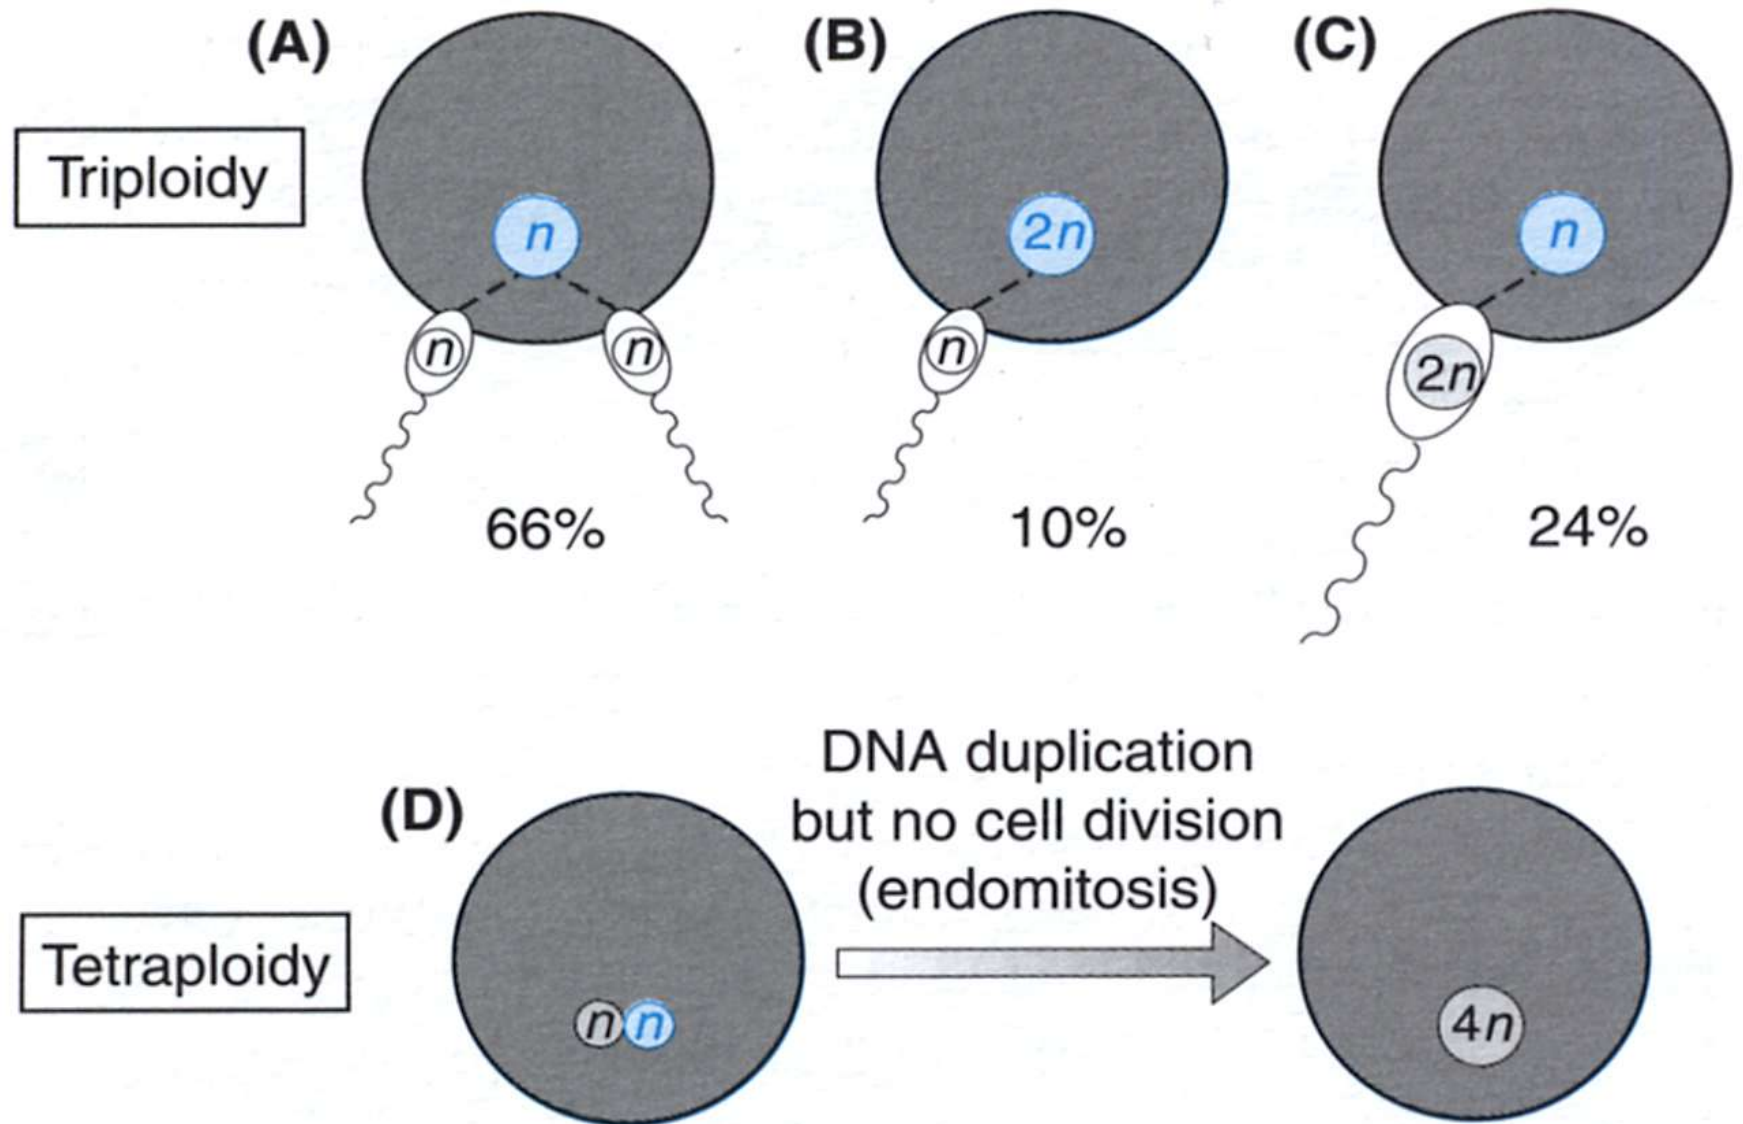 (A)
(B)
(C)
Triploidy
n
2n
n
n
n
n
2n
66%
10%
24%
DNA duplication
but no cell division
(endomitosis)
(D)
Tetraploidy
n
n
4n